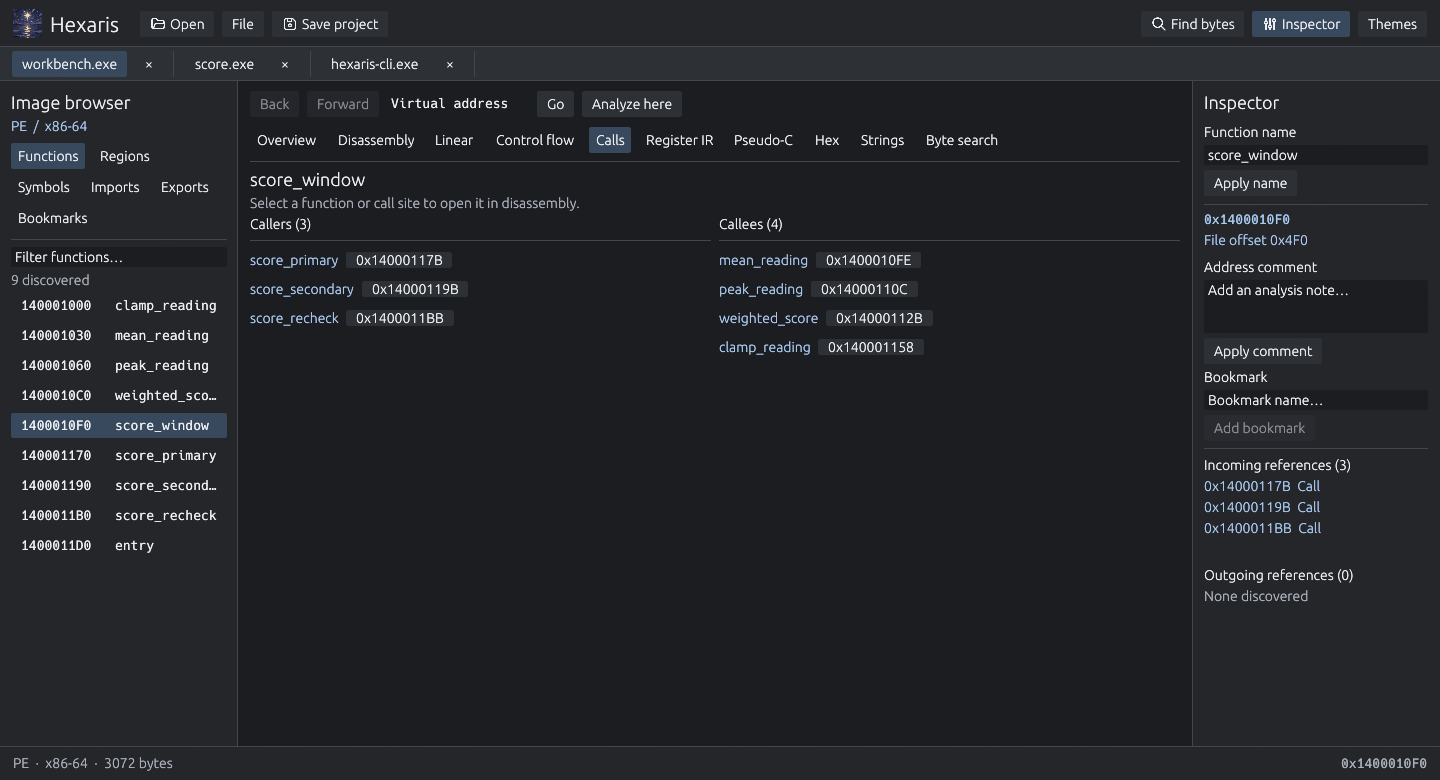 Hexaris Open File Save project Find bytes Inspector Themes
workbench.exe × score.exe × hexaris-cli.exe ×
Image browser
PE / x86-64
Functions Regions
Symbols Imports Exports
Bookmarks
Filter functions…
9 discovered
140001000 clamp_reading
140001030 mean_reading
140001060 peak_reading
1400010C0 weighted_sco…
1400010F0 score_window
140001170 score_primary
140001190 score_second…
1400011B0 score_recheck
1400011D0 entry
Back Forward Virtual address Go Analyze here
Overview Disassembly Linear Control flow Calls Register IR Pseudo-C Hex Strings Byte search
score_window
Select a function or call site to open it in disassembly.
Callers (3)
score_primary 0x14000117B
score_secondary 0x14000119B
score_recheck 0x1400011BB
Callees (4)
mean_reading 0x1400010FE
peak_reading 0x14000110C
weighted_score 0x14000112B
clamp_reading 0x140001158
Inspector
Function name
score_window
Apply name
0x1400010F0
File offset 0x4F0
Address comment
Add an analysis note…
Apply comment
Bookmark
Bookmark name…
Add bookmark
Incoming references (3)
0x14000117B Call
0x14000119B Call
0x1400011BB Call
Outgoing references (0)
None discovered
PE · x86-64 · 3072 bytes 0x1400010F0